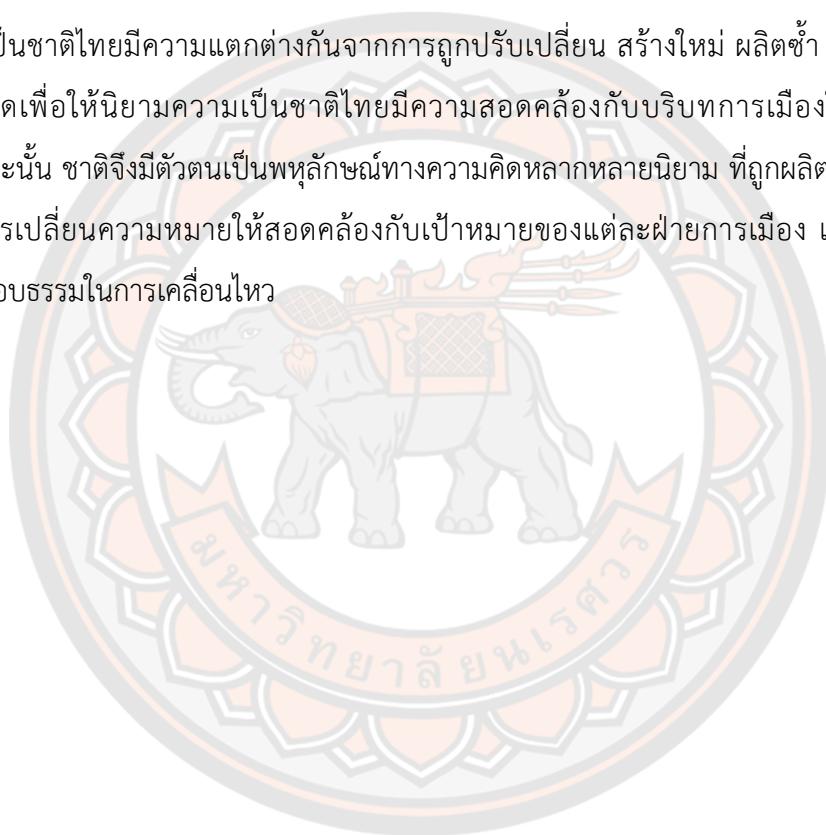 ป็นชาติไทยมีความแตกต่างกันจากการถูกปรับเปลี่ยน สร้างใหม่ ผลิตซ้ำ
ดเพื่อให้นิยามความเป็นชาติไทยมีความสอดคล้องกับบริบทการเมือง
ะนั้น ชาติจึงมีตัวตนเป็นพหุลักษณ์ทางความคิดหลากหลายนิยาม ที่ถูกผลิต
รเปลี่ยนความหมายให้สอดคล้องกับเป้าหมายของแต่ละฝ่ายการเมือง
อบธรรมในการเคลื่อนไหว
มหาวิทยาลัยนเรศวร